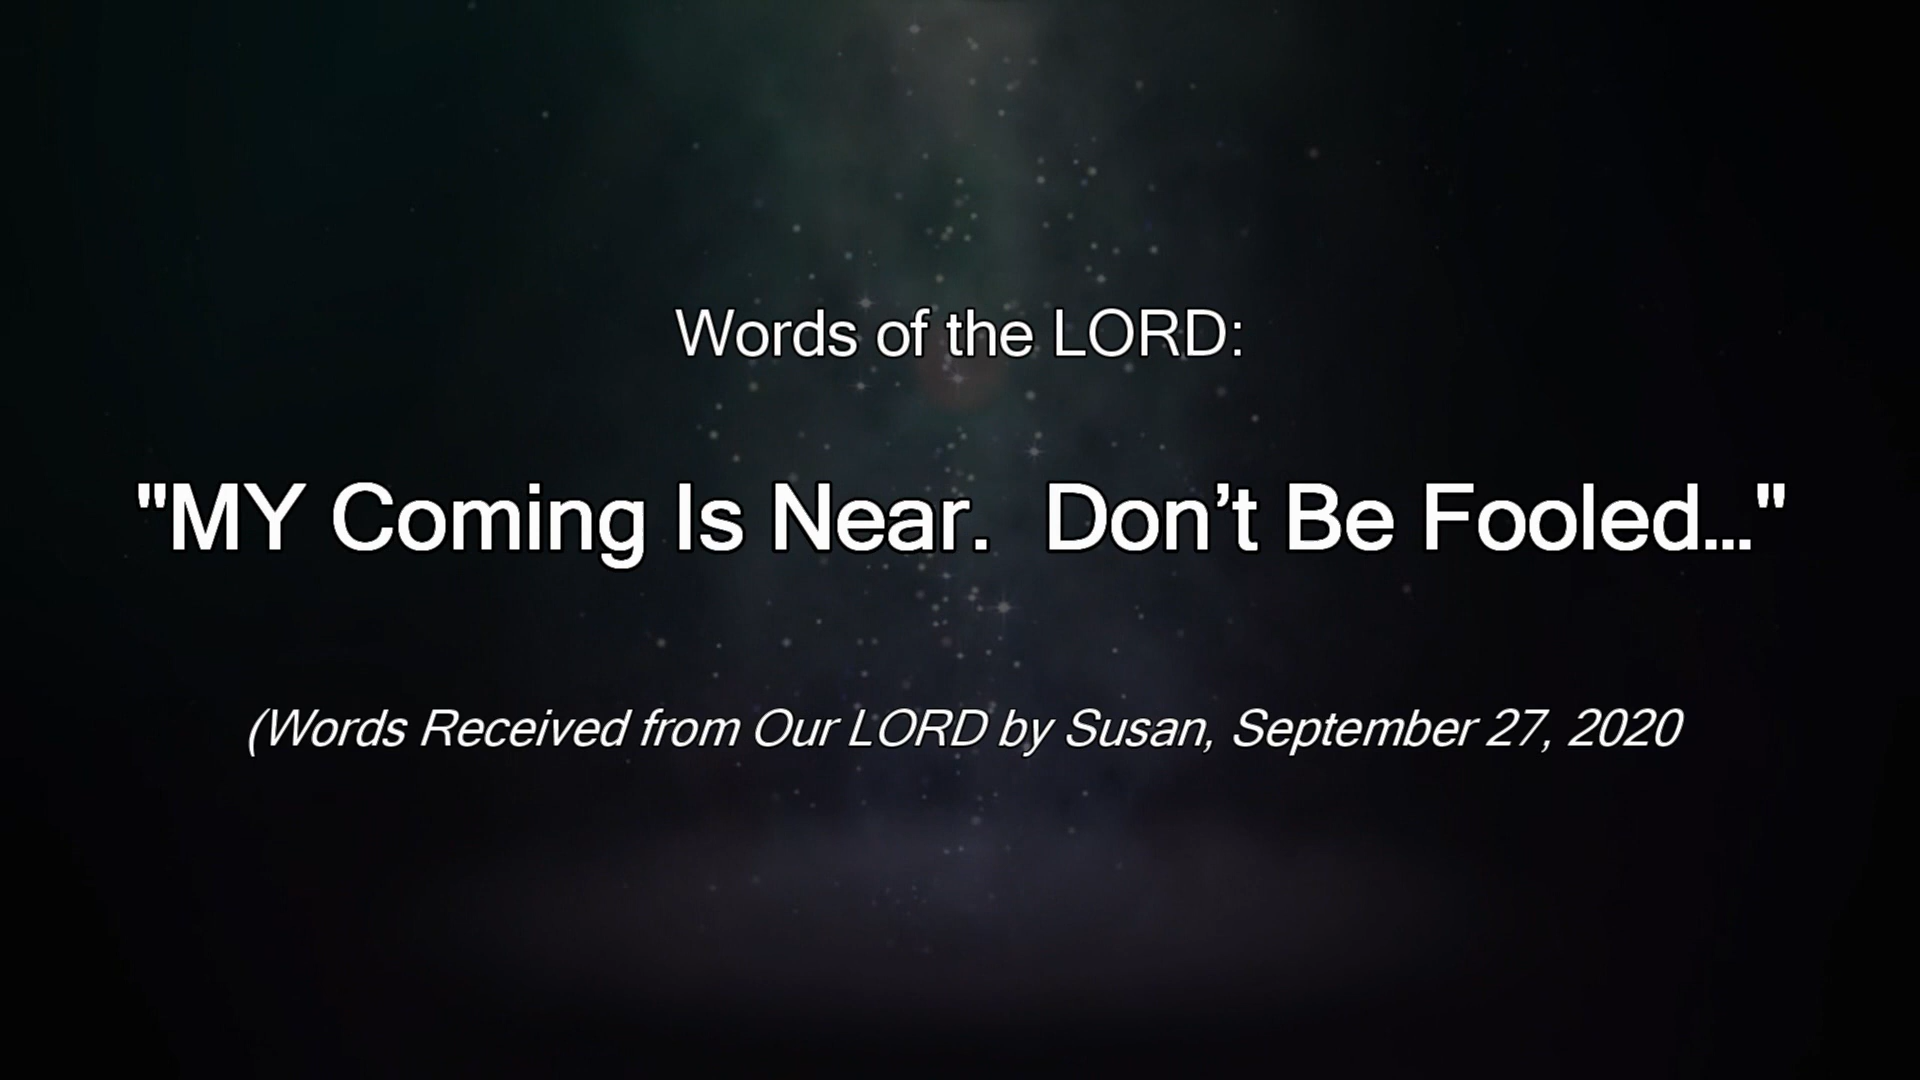 Words of the LORD:
"MY Coming Is Near.  Don’t Be Fooled..."
(Words Received from Our LORD by Susan, September 27, 2020